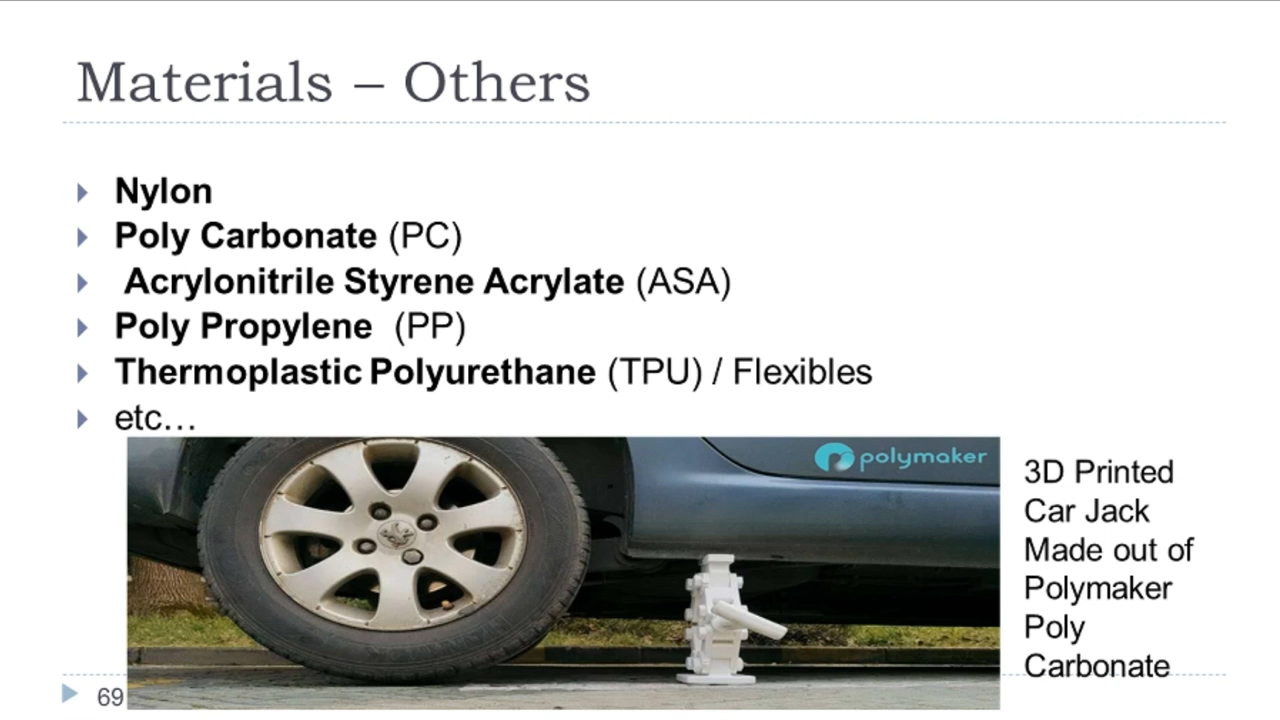 Materials – Others
Nylon
Poly Carbonate (PC)
Acrylonitrile Styrene Acrylate (ASA)
Poly Propylene (PP)
Thermoplastic Polyurethane (TPU) / Flexibles
etc…
polymaker
3D Printed
Car Jack
Made out of
Polymaker
Poly
Carbonate
69